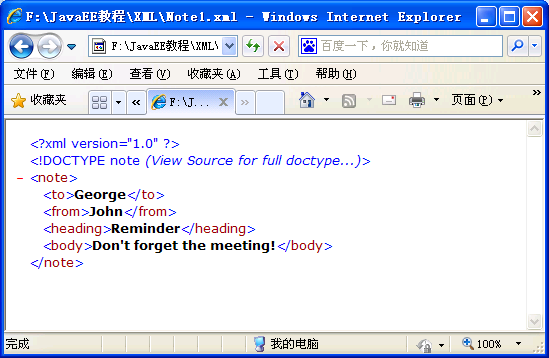 F:\JavaEE教程\XML\Note1.xml - Windows Internet Explorer
F:\JavaEE教程\XML\
百度一下，你就知道
文件(F) 编辑(E) 查看(V) 收藏夹(A) 工具(T) 帮助(H)
收藏夹 F:\J... 页面(P)
<?xml version="1.0" ?>
<!DOCTYPE note (View Source for full doctype...)>
- <note>
<to>George</to>
<from>John</from>
<heading>Reminder</heading>
<body>Don't forget the meeting!</body>
</note>
完成 我的电脑 100%